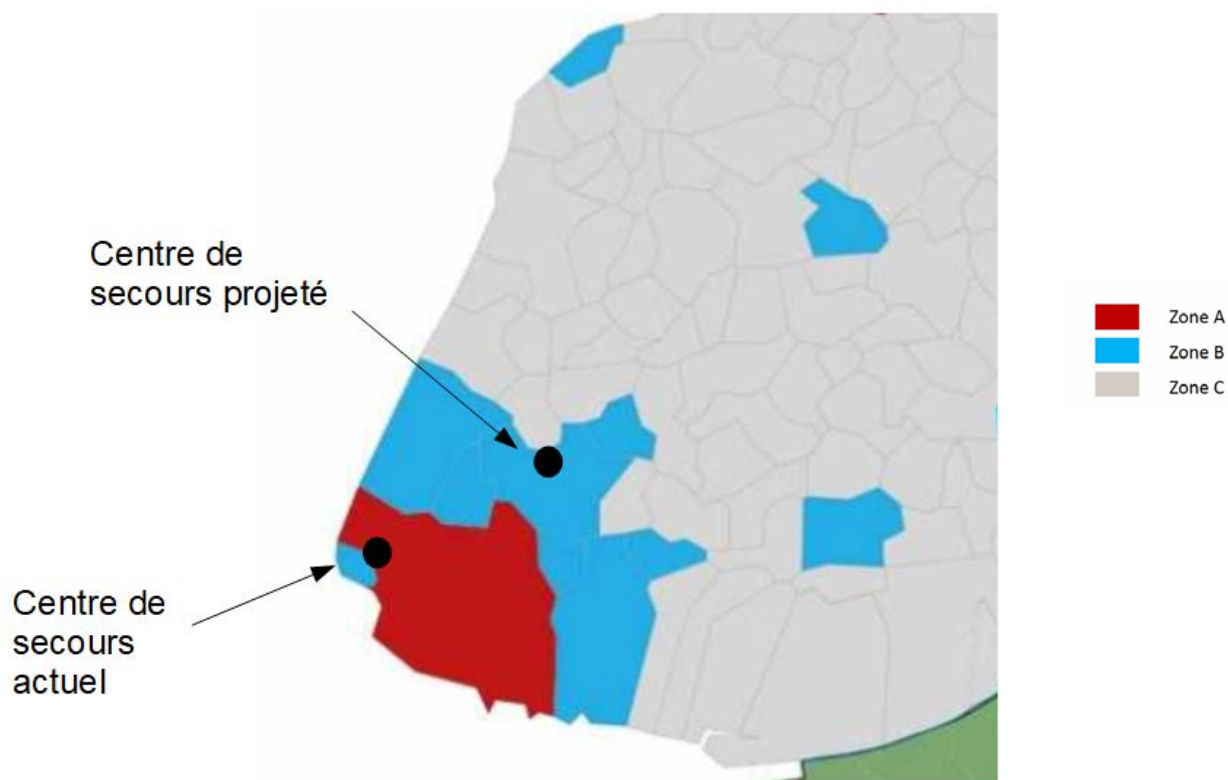 Centre de
secours projeté
Zone A
Zone B
Zone C
Centre de
secours
actuel